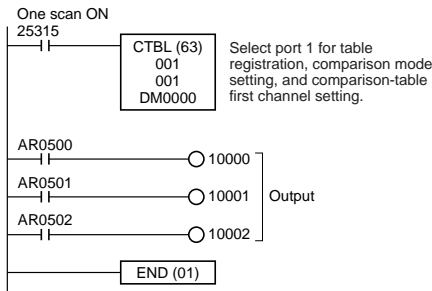 One scan ON
25315
CTBL (63)
001
001
DM0000
Select port 1 for table
registration, comparison mode
setting, and comparison-table
first channel setting.
AR0500
10000
AR0501
10001
Output
AR0502
10002
END (01)